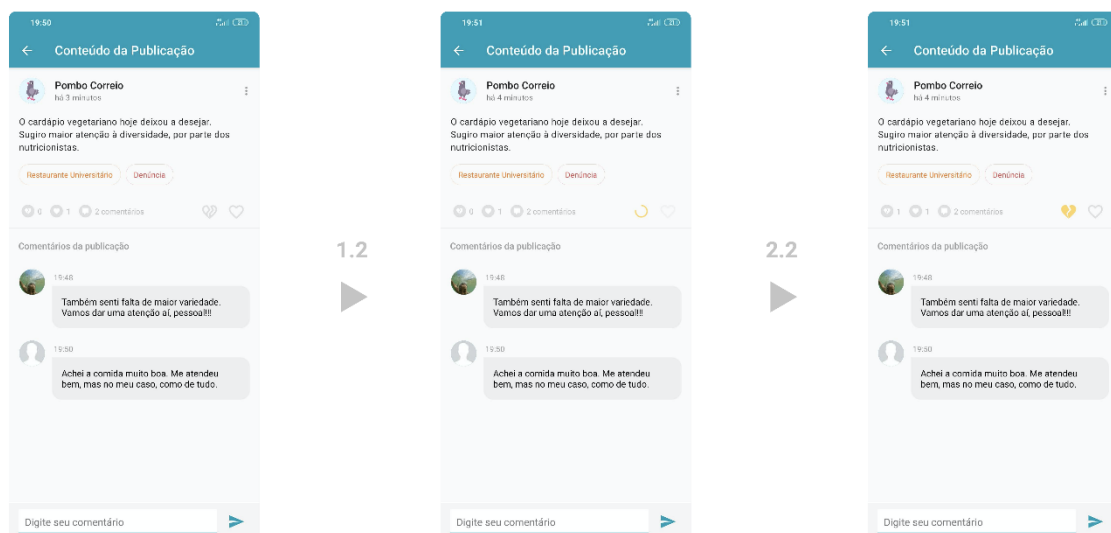 19:50
Conteúdo da Publicação
Pombo Correio
há 3 minutos
O cardápio vegetariano hoje deixou a desejar.
Sugiro maior atenção à diversidade, por parte dos
nutricionistas.
Restaurante Universitário
Denúncia
0 1 2 comentários
Comentários da publicação
19:48
Também senti falta de maior variedade.
Vamos dar uma atenção aí, pessoal!!!
19:50
Achei a comida muito boa. Me atendeu
bem, mas no meu caso, como de tudo.
Digite seu comentário
1.2
19:51
Conteúdo da Publicação
Pombo Correio
há 4 minutos
O cardápio vegetariano hoje deixou a desejar.
Sugiro maior atenção à diversidade, por parte dos
nutricionistas.
Restaurante Universitário
Denúncia
0 1 2 comentários
Comentários da publicação
19:48
Também senti falta de maior variedade.
Vamos dar uma atenção aí, pessoal!!!
19:50
Achei a comida muito boa. Me atendeu
bem, mas no meu caso, como de tudo.
Digite seu comentário
2.2
19:51
Conteúdo da Publicação
Pombo Correio
há 4 minutos
O cardápio vegetariano hoje deixou a desejar.
Sugiro maior atenção à diversidade, por parte dos
nutricionistas.
Restaurante Universitário
Denúncia
1 1 2 comentários
Comentários da publicação
19:48
Também senti falta de maior variedade.
Vamos dar uma atenção aí, pessoal!!!
19:50
Achei a comida muito boa. Me atendeu
bem, mas no meu caso, como de tudo.
Digite seu comentário